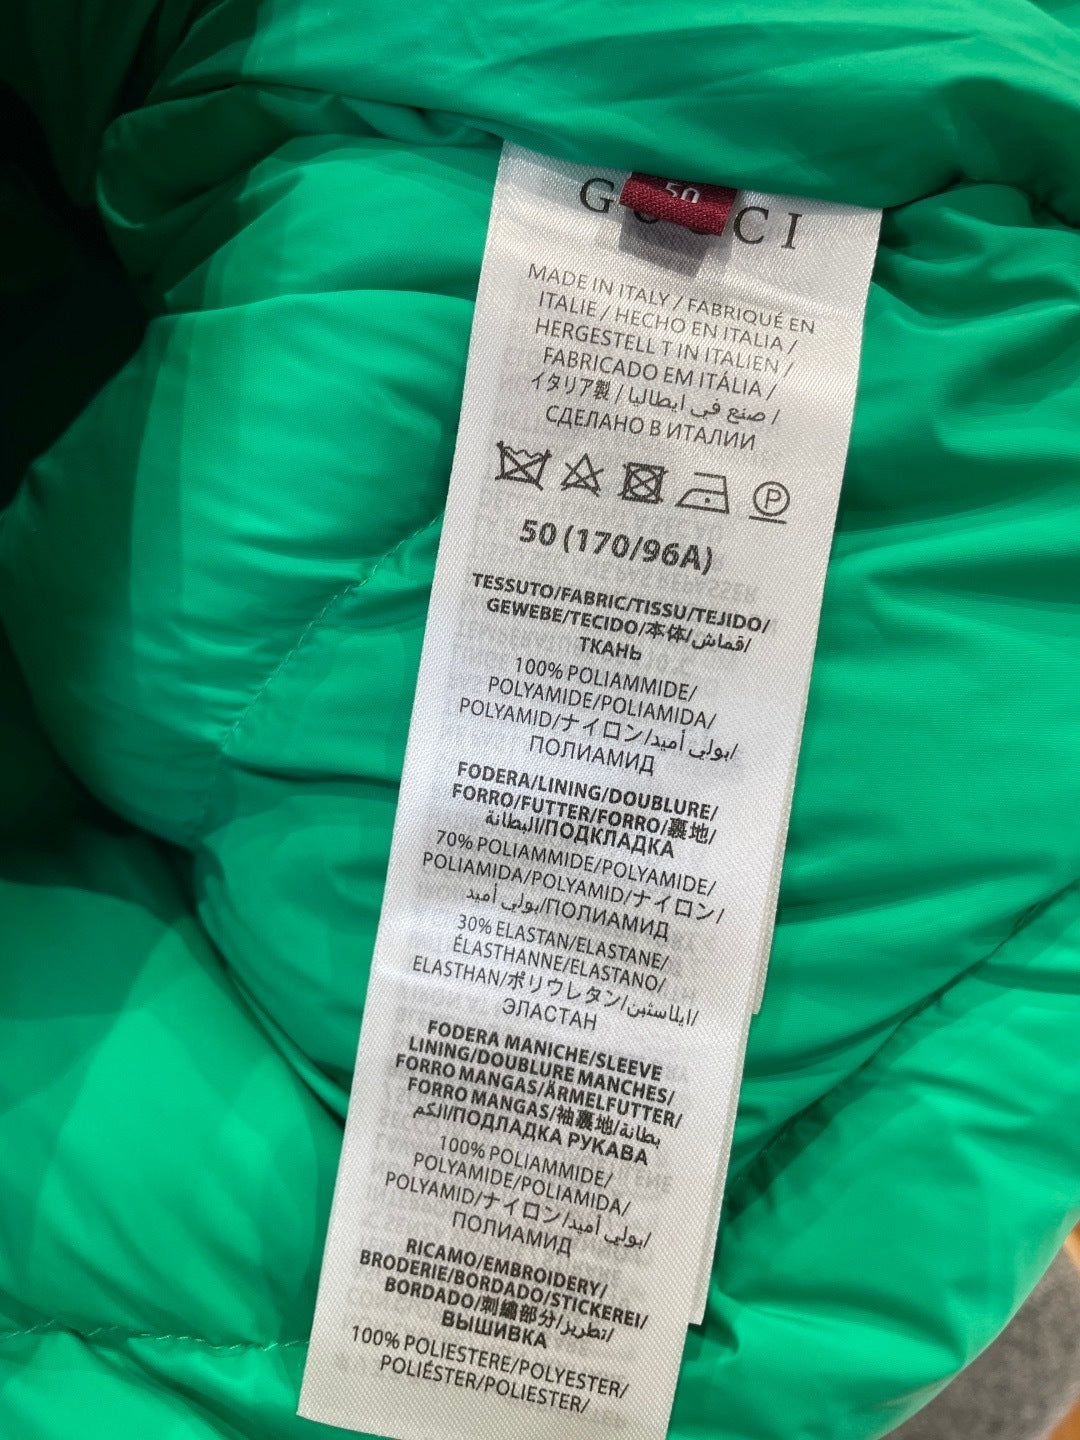 50
GUCCI
MADE IN ITALY / FABRIQUÉ EN
ITALIE / HECHO EN ITALIA /
HERGESTELL T IN ITALIEN /
FABRICADO EM ITÁLIA /
イタリア製 / صنع في ايطاليا /
СДЕЛАНО В ИТАЛИИ
P
50 (170/96A)
TESSUTO/FABRIC/TISSU/TEJIDO/
GEWEBE/TECIDO/本体/قماش/
ТКАНЬ
100% POLIAMMIDE/
POLYAMIDE/POLIAMIDA/
POLYAMID/ナイロン/بولي أميد/
ПОЛИАМИД
FODERA/LINING/DOUBLURE/
FORRO/FUTTER/FORRO/裏地/
البطانة/ПОДКЛАДКА
70% POLIAMMIDE/POLYAMIDE/
POLIAMIDA/POLYAMID/ナイロン/
بولي أميد/ПОЛИАМИД
30% ELASTAN/ELASTANE/
ÉLASTHANNE/ELASTANO/
ELASTHAN/ポリウレタン/ايلاستين/
ЭЛАСТАН
FODERA MANICHE/SLEEVE
LINING/DOUBLURE MANCHES/
FORRO MANGAS/ÄRMELFUTTER/
FORRO MANGAS/袖裏地/بطانة
الكم/ПОДЛАДКА РУКАВА
100% POLIAMMIDE/
POLYAMIDE/POLIAMIDA/
POLYAMID/ナイロン/بولي أميد/
ПОЛИАМИД
RICAMO/EMBROIDERY/
BRODERIE/BORDADO/STICKEREI/
BORDADO/刺繍部分/تطريز/
ВЫШИВКА
100% POLIESTERE/POLYESTER/
POLIÉSTER/POLIESTER/